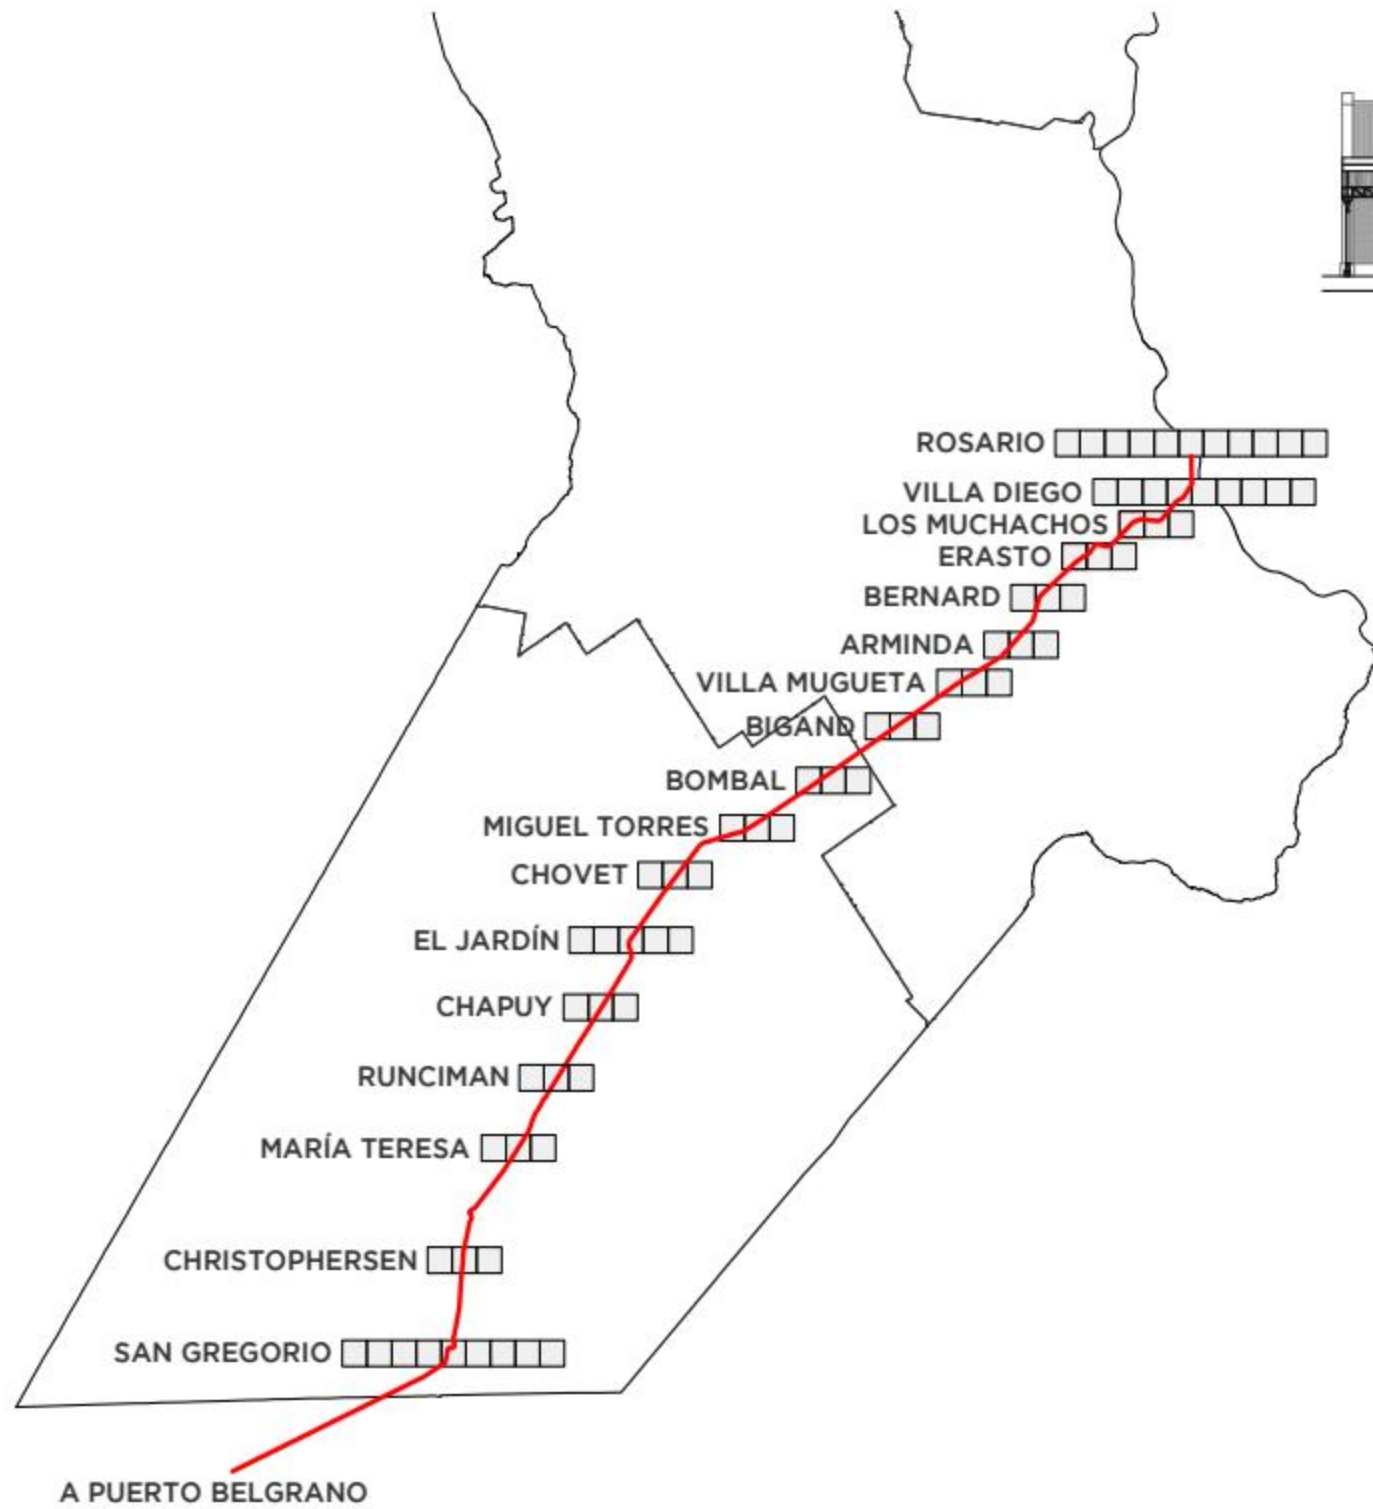 ROSARIO
VILLA DIEGO
LOS MUCHACHOS
ERASTO
BERNARD
ARMINDA
VILLA MUGUETA
BIGAND
BOMBAL
MIGUEL TORRES
CHOVET
EL JARDÍN
CHAPUY
RUNCIMAN
MARÍA TERESA
CHRISTOPHERSEN
SAN GREGORIO
A PUERTO BELGRANO